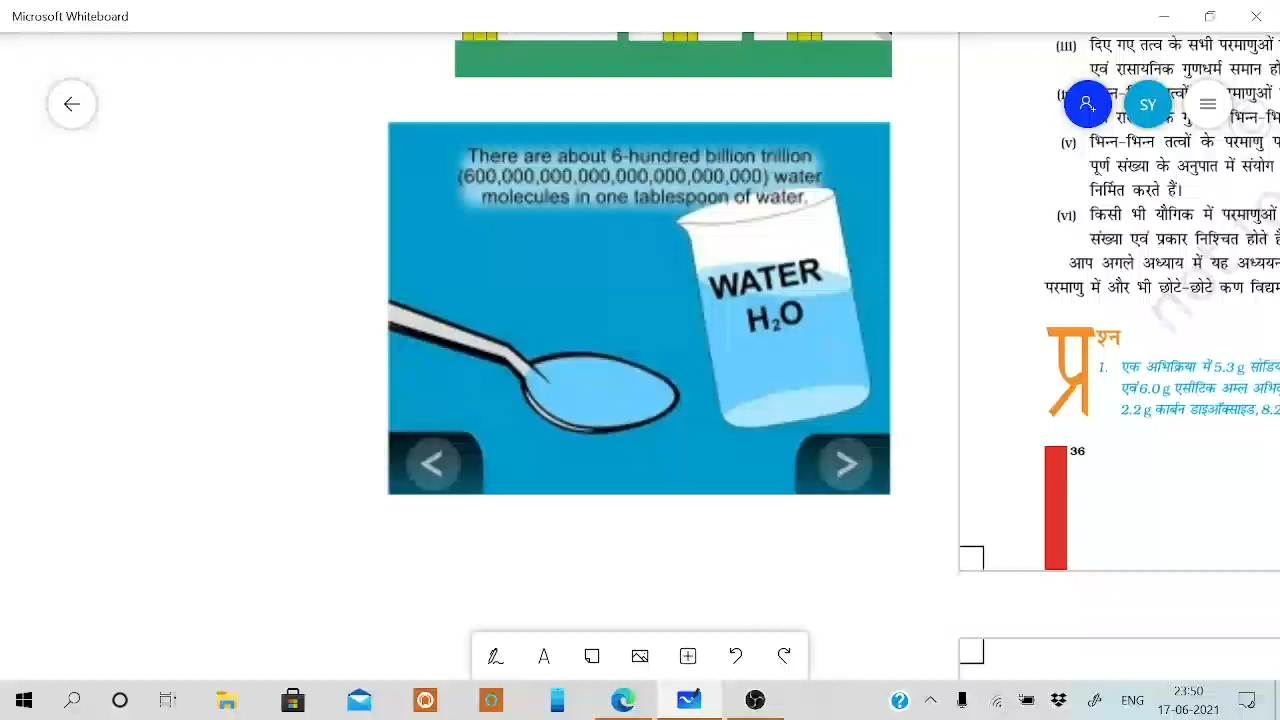 Microsoft Whiteboard
There are about 6-hundred billion trillion
(600,000,000,000,000,000,000,000) water
molecules in one tablespoon of water.
WATER
H₂O
(iii) दिए गए तत्व के सभी परमाणुओं
एवं रासायनिक गुणधर्म समान
SY
(v) भिन्न-भिन्न तत्वों के परमाणु
पूर्ण संख्या के अनुपात में संयोग
निर्मित करते हैं।
(vi) किसी भी यौगिक में परमाणुओं
संख्या एवं प्रकार निश्चित होते
आप अगले अध्याय में यह अध्ययन
परमाणु में और भी छोटे-छोटे कण
प्रश्न
1. एक अभिक्रिया में 5.3 g
एवं 6.0 g एसीटिक अम्ल
2.2 g कार्बन डाइऑक्साइड, 8.2
36
ENG
23:50
17-06-2021